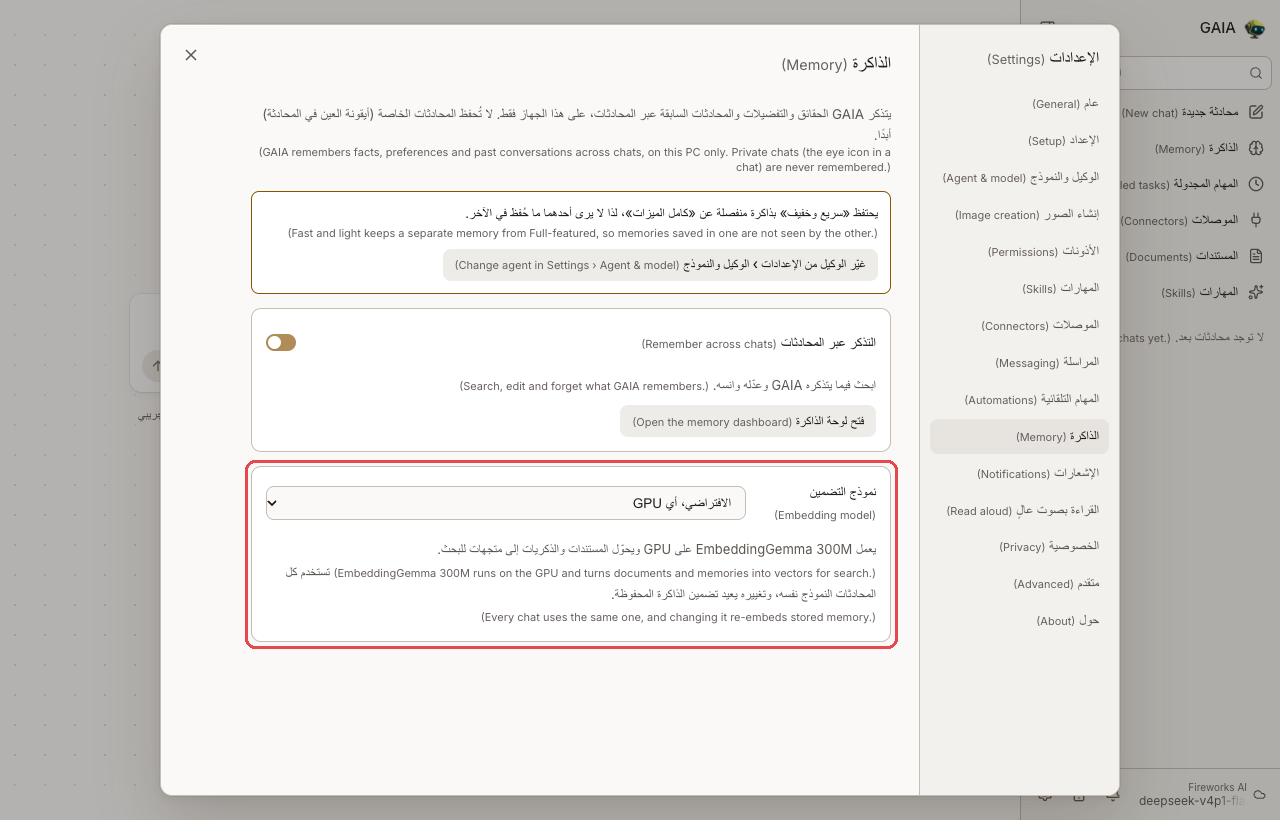 GAIA
محادثة جديدة (New chat)
الذاكرة (Memory)
المهام المجدولة
الموصلات (Connectors)
المستندات (Documents)
المهارات (Skills)
لا توجد محادثات بعد. (chats yet.)
Fireworks AI
deepseek-v4p1-fla
الإعدادات (Settings)
عام (General)
الإعداد (Setup)
الوكيل والنموذج (Agent & model)
إنشاء الصور (Image creation)
الأذونات (Permissions)
المهارات (Skills)
الموصلات (Connectors)
المراسلة (Messaging)
المهام التلقائية (Automations)
الذاكرة (Memory)
الإشعارات (Notifications)
القراءة بصوت عالٍ (Read aloud)
الخصوصية (Privacy)
متقدم (Advanced)
حول (About)
الذاكرة (Memory)
يتذكر GAIA الحقائق والتفضيلات والمحادثات السابقة عبر المحادثات، على هذا الجهاز فقط. لا تُحفظ المحادثات الخاصة (أيقونة العين في المحادثة)
أبدًا.
(GAIA remembers facts, preferences and past conversations across chats, on this PC only. Private chats (the eye icon in a
chat) are never remembered.)
يحتفظ «سريع وخفيف» بذاكرة منفصلة عن «كامل الميزات»، لذا لا يرى أحدهما ما حُفظ في الآخر.
(Fast and light keeps a separate memory from Full-featured, so memories saved in one are not seen by the other.)
غيّر الوكيل من الإعدادات › الوكيل والنموذج (Change agent in Settings › Agent & model)
التذكر عبر المحادثات (Remember across chats)
ابحث فيما يتذكره GAIA وعدّله وانسه. (Search, edit and forget what GAIA remembers.)
فتح لوحة الذاكرة (Open the memory dashboard)
نموذج التضمين
(Embedding model)
الافتراضي، أي GPU
يعمل EmbeddingGemma 300M على GPU ويحوّل المستندات والذكريات إلى متجهات للبحث.
(EmbeddingGemma 300M runs on the GPU and turns documents and memories into vectors for search.) تستخدم كل
المحادثات النموذج نفسه، وتغييره يعيد تضمين الذاكرة المحفوظة.
(Every chat uses the same one, and changing it re-embeds stored memory.)